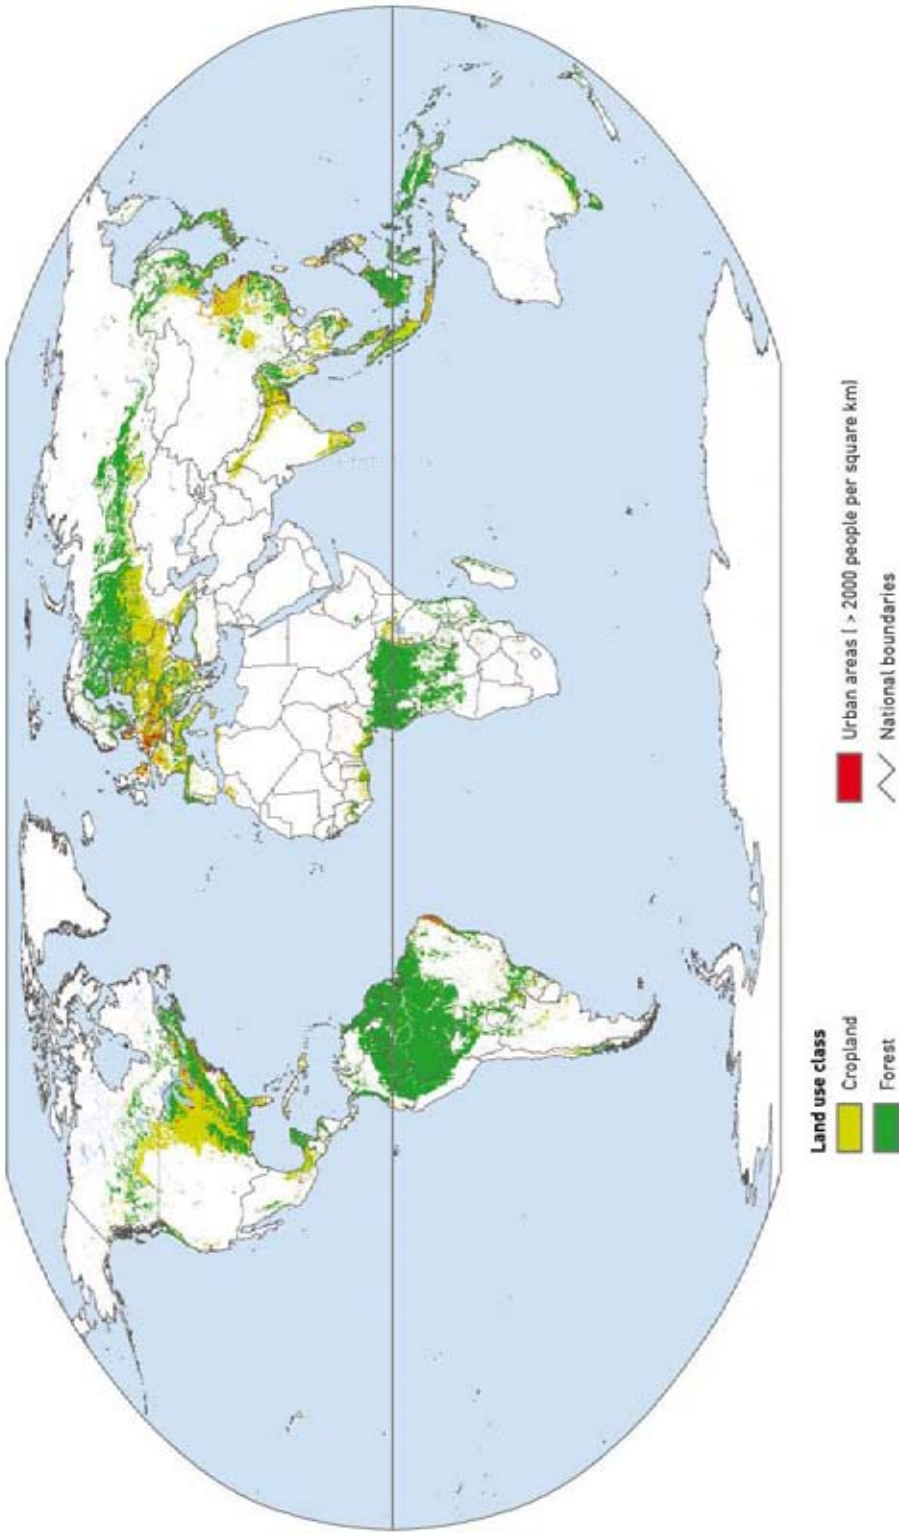 Land use class
Cropland
Forest
Urban areas ( > 2000 people per square km)
National boundaries